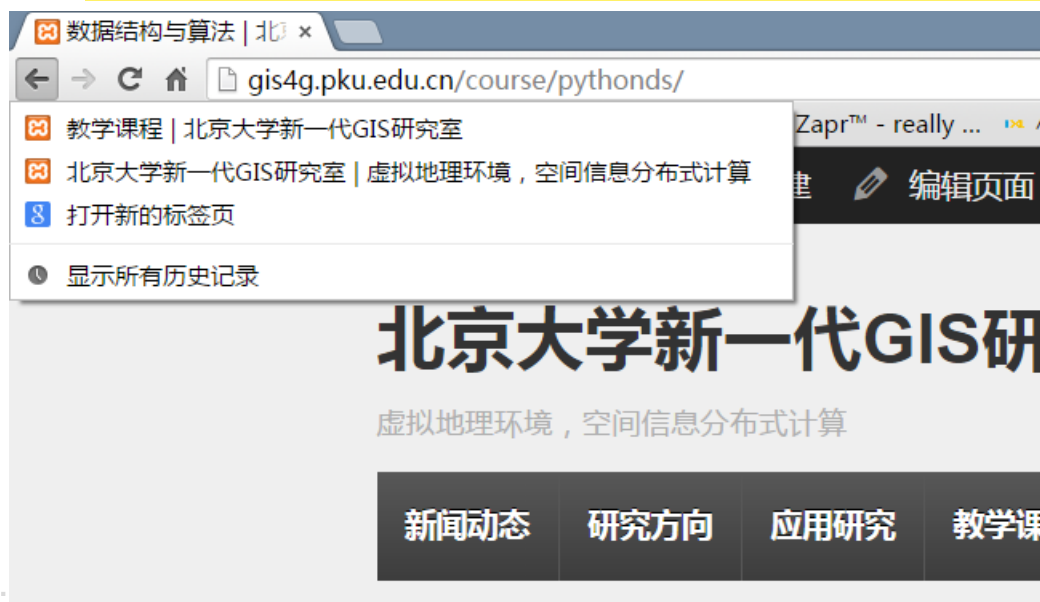 数据结构与算法 | 北
gis4g.pku.edu.cn/course/pythonds/
教学课程 | 北京大学新一代GIS研究室
Zapr™ - really ...
北京大学新一代GIS研究室 | 虚拟地理环境，空间信息分布式计算
建 编辑页面
8 打开新的标签页
显示所有历史记录
北京大学新一代GIS研
虚拟地理环境，空间信息分布式计算
新闻动态 研究方向 应用研究 教学课